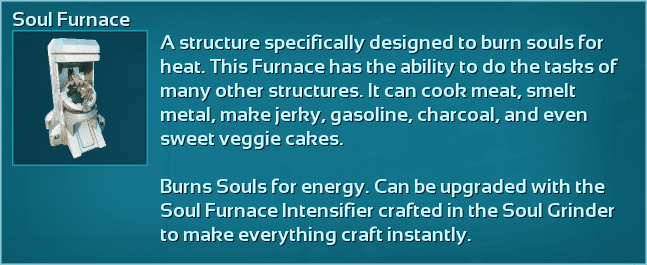 Soul Furnace
A structure specifically designed to burn souls for
heat. This Furnace has the ability to do the tasks of
many other structures. It can cook meat, smelt
metal, make jerky, gasoline, charcoal, and even
sweet veggie cakes.
Burns Souls for energy. Can be upgraded with the
Soul Furnace Intensifier crafted in the Soul Grinder
to make everything craft instantly.